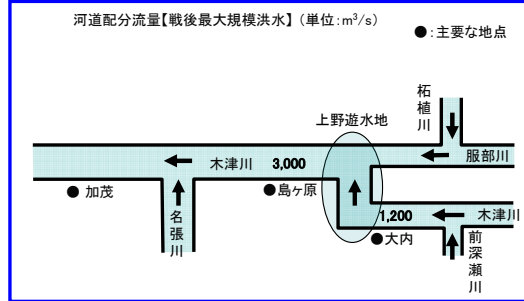 河道配分流量【戦後最大規模洪水】（単位：m³/s）
●：主要な地点
柘植川
上野遊水地
服部川
木津川 3,000
●加茂
●島ヶ原
名張川
1,200 木津川
●大内
前深瀬川